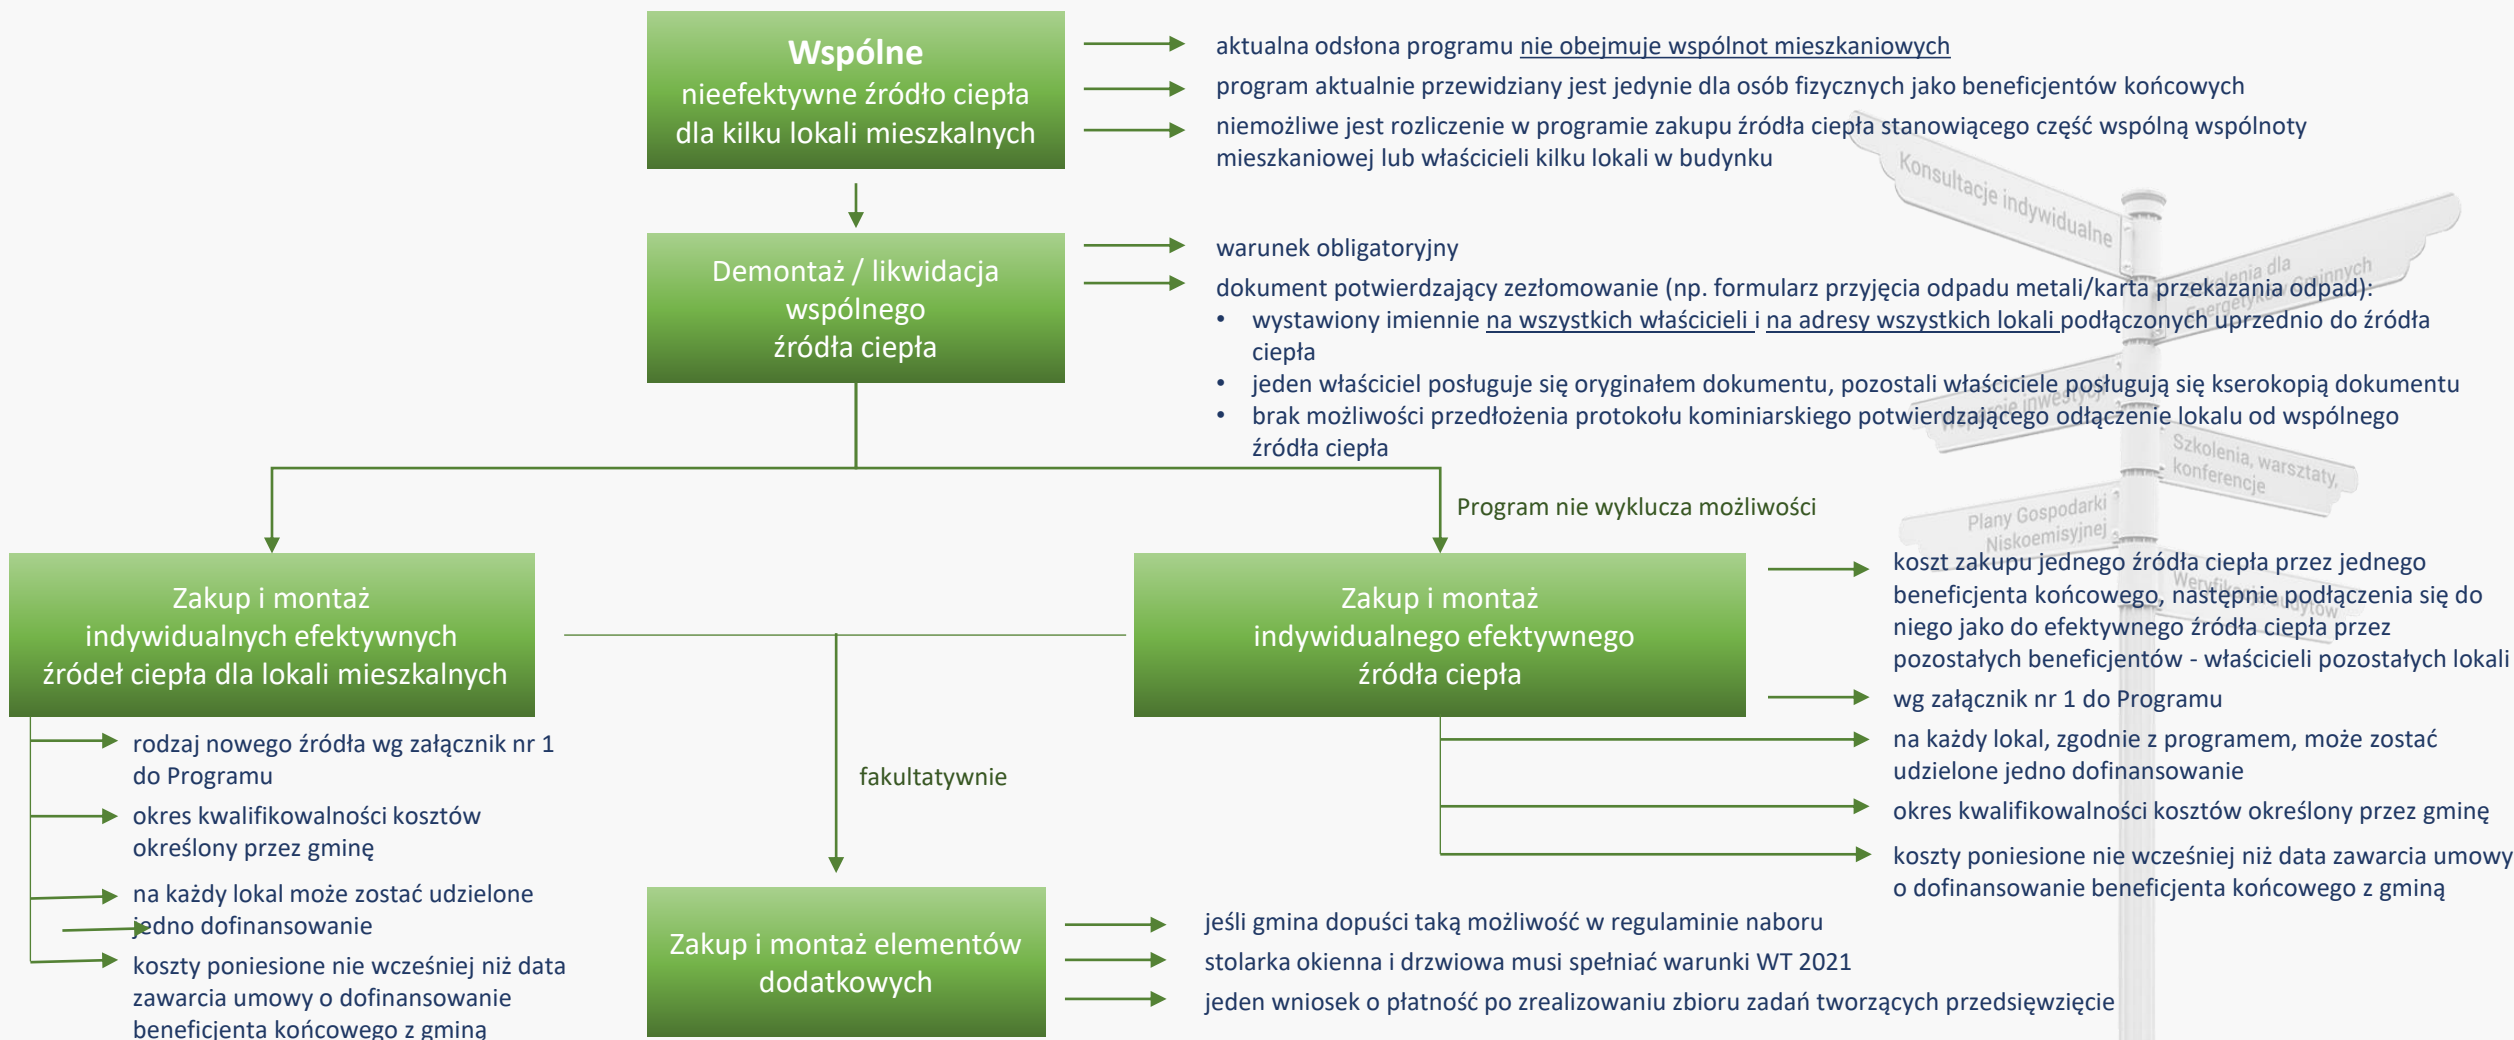 Wspólne
nieefektywne źródło ciepła
dla kilku lokali mieszkalnych
aktualna odsłona programu nie obejmuje wspólnot mieszkaniowych
program aktualnie przewidziany jest jedynie dla osób fizycznych jako beneficjentów końcowych
niemożliwe jest rozliczenie w programie zakupu źródła ciepła stanowiącego część wspólną wspólnoty
mieszkaniowej lub właścicieli kilku lokali w budynku
Demontaż / likwidacja
wspólnego
źródła ciepła
warunek obligatoryjny
dokument potwierdzający zezłomowanie (np. formularz przyjęcia odpadu metali/karta przekazania odpad):
• wystawiony imiennie na wszystkich właścicieli i na adresy wszystkich lokali podłączonych uprzednio do źródła
ciepła
• jeden właściciel posługuje się oryginałem dokumentu, pozostali właściciele posługują się kserokopią dokumentu
• brak możliwości przedłożenia protokołu kominiarskiego potwierdzającego odłączenie lokalu od wspólnego
źródła ciepła
Program nie wyklucza możliwości
Zakup i montaż
indywidualnych efektywnych
źródeł ciepła dla lokali mieszkalnych
rodzaj nowego źródła wg załącznik nr 1
do Programu
okres kwalifikowalności kosztów
określony przez gminę
na każdy lokal może zostać udzielone
jedno dofinansowanie
koszty poniesione nie wcześniej niż data
zawarcia umowy o dofinansowanie
beneficjenta końcowego z gminą
fakultatywnie
Zakup i montaż
indywidualnego efektywnego
źródła ciepła
koszt zakupu jednego źródła ciepła przez jednego
beneficjenta końcowego, następnie podłączenia się do
niego jako do efektywnego źródła ciepła przez
pozostałych beneficjentów - właścicieli pozostałych lokali
wg załącznik nr 1 do Programu
na każdy lokal, zgodnie z programem, może zostać
udzielone jedno dofinansowanie
okres kwalifikowalności kosztów określony przez gminę
koszty poniesione nie wcześniej niż data zawarcia umowy
o dofinansowanie beneficjenta końcowego z gminą
Zakup i montaż elementów
dodatkowych
jeśli gmina dopuści taką możliwość w regulaminie naboru
stolarka okienna i drzwiowa musi spełniać warunki WT 2021
jeden wniosek o płatność po zrealizowaniu zbioru zadań tworzących przedsięwzięcie
Konsultacje indywidualne
Szkolenia dla
Energetyków Gminnych
Wsparcie inwestycji
Szkolenia, warsztaty,
konferencje
Plany Gospodarki
Niskoemisyjnej
Weryfikacja audytów